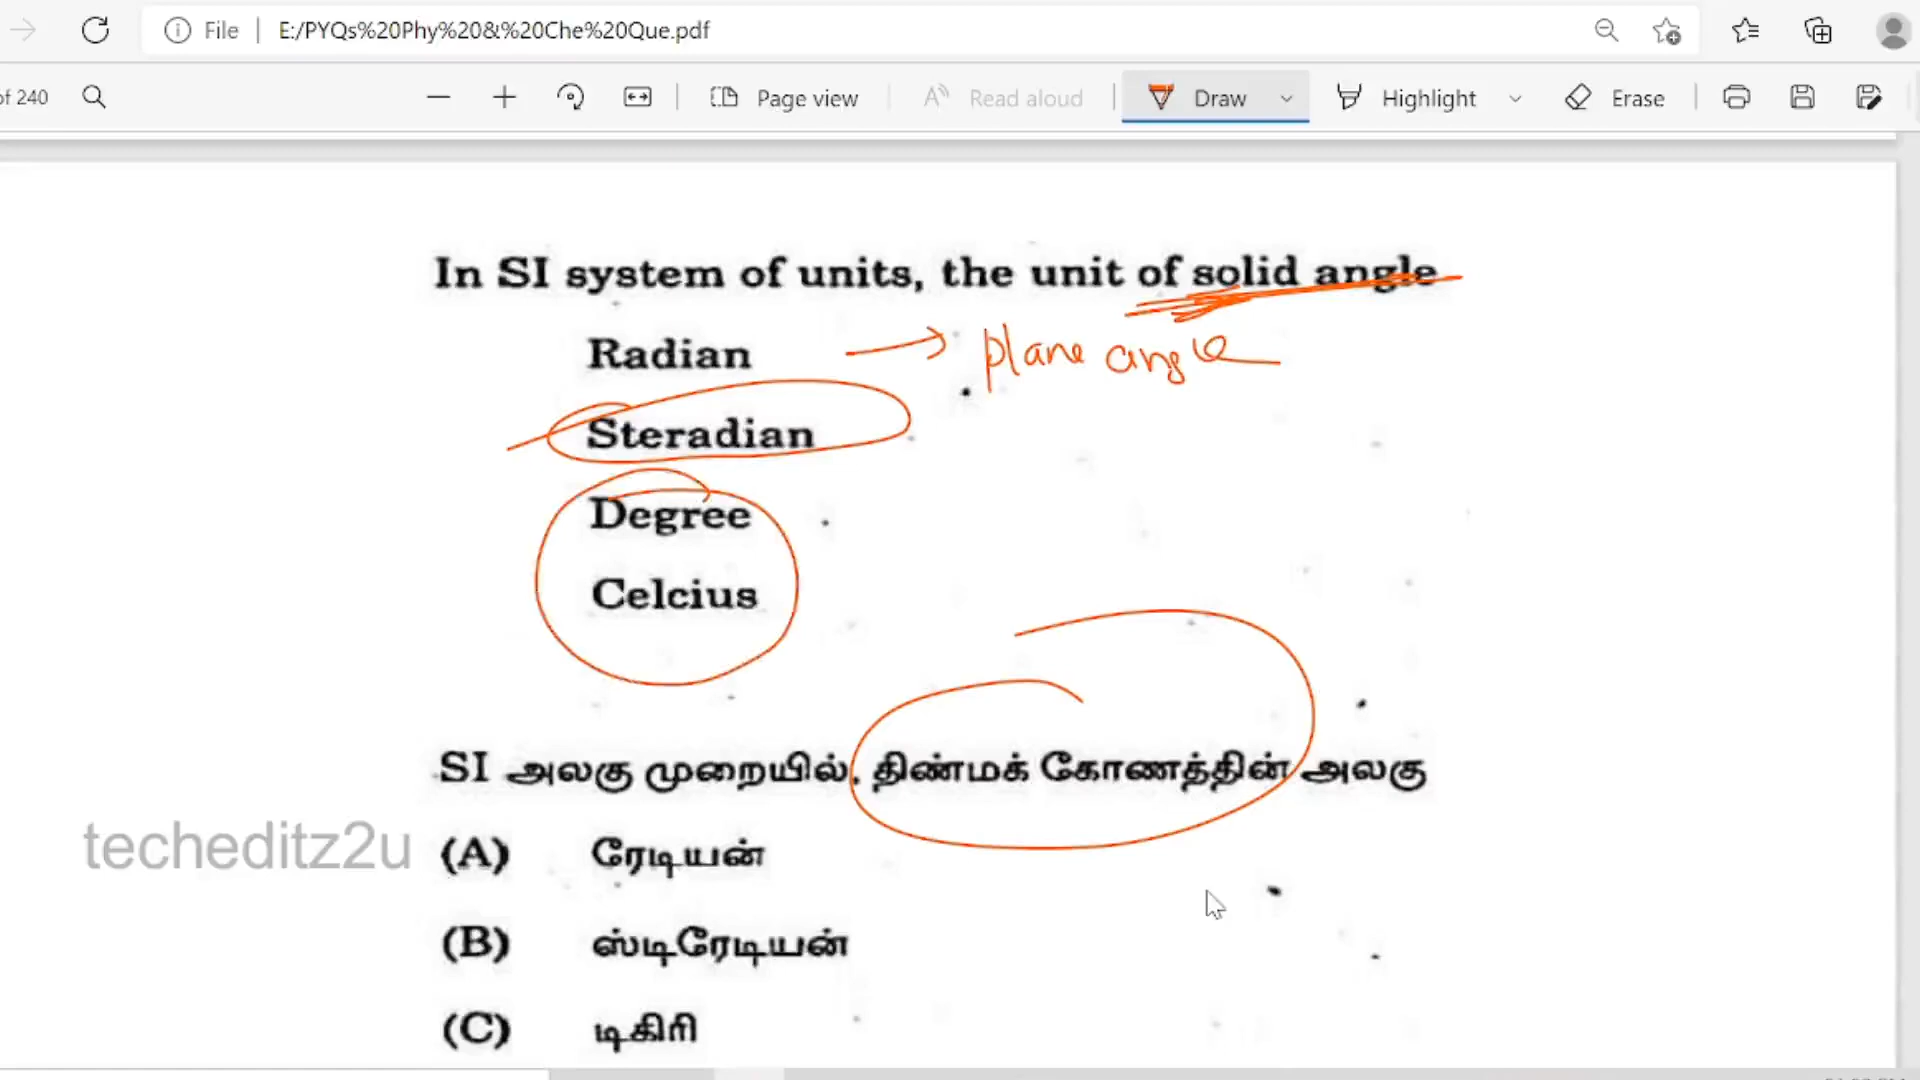 File E:/PYQs%20Phy%20&%20Che%20Que.pdf
of 240 Page view Read aloud Draw Highlight Erase
In SI system of units, the unit of solid angle
Radian → plane angle
Steradian
Degree
Celcius
SI அலகு முறையில், திண்மக் கோணத்தின் அலகு
techeditz2u
(A) ரேடியன்
(B) ஸ்டிரேடியன்
(C) டிகிரி